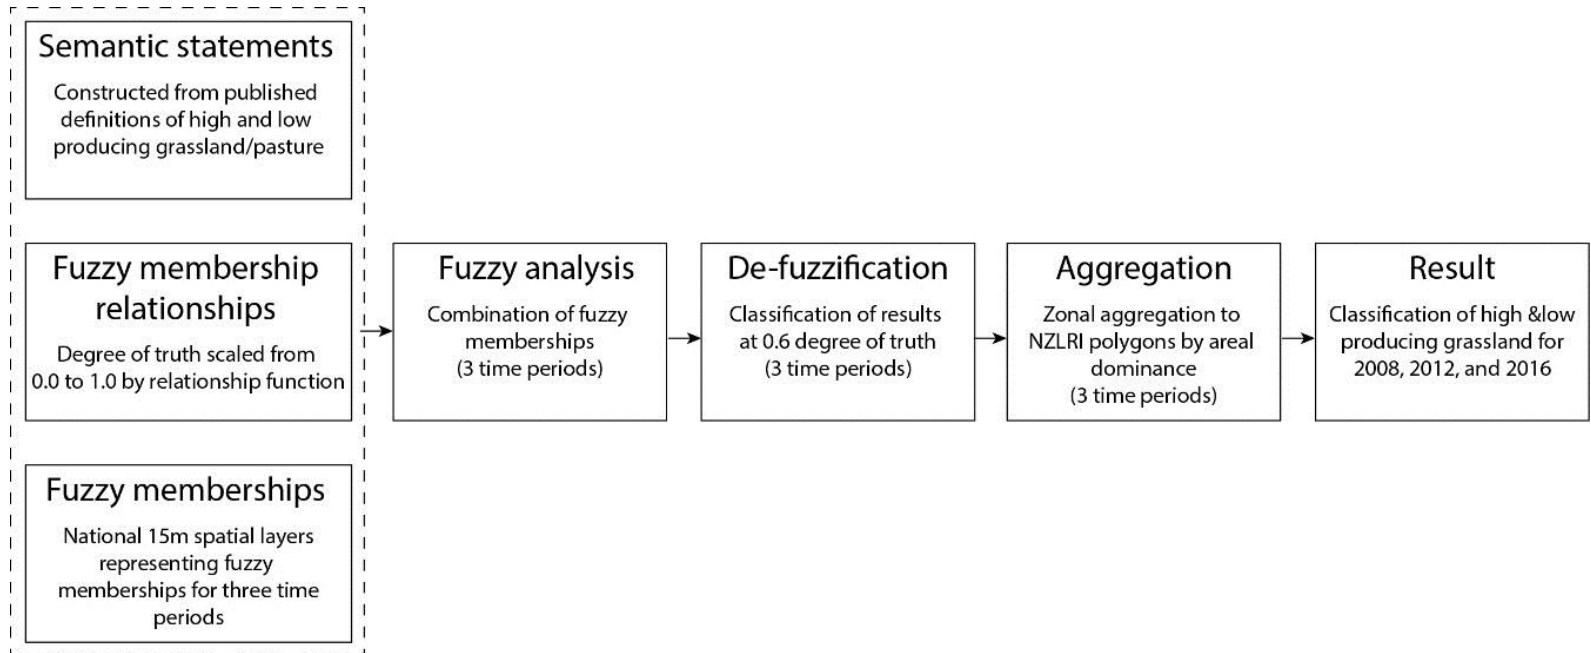 Semantic statements
Constructed from published
definitions of high and low
producing grassland/pasture
Fuzzy membership
relationships
Degree of truth scaled from
0.0 to 1.0 by relationship function
Fuzzy memberships
National 15m spatial layers
representing fuzzy
memberships for three time
periods
Fuzzy analysis
Combination of fuzzy
memberships
(3 time periods)
De-fuzzification
Classification of results
at 0.6 degree of truth
(3 time periods)
Aggregation
Zonal aggregation to
NZLRI polygons by areal
dominance
(3 time periods)
Result
Classification of high &low
producing grassland for
2008, 2012, and 2016